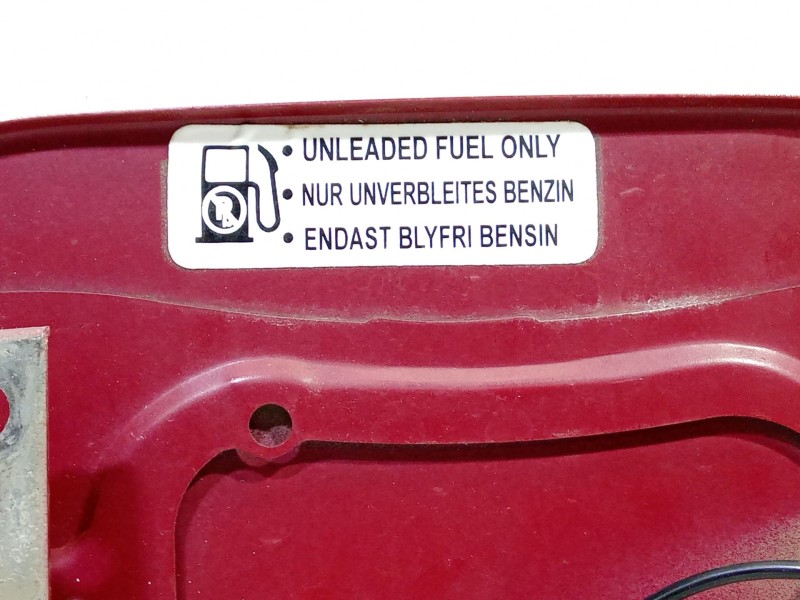 • UNLEADED FUEL ONLY
• NUR UNVERBLEITES BENZIN
• ENDAST BLYFRI BENSIN